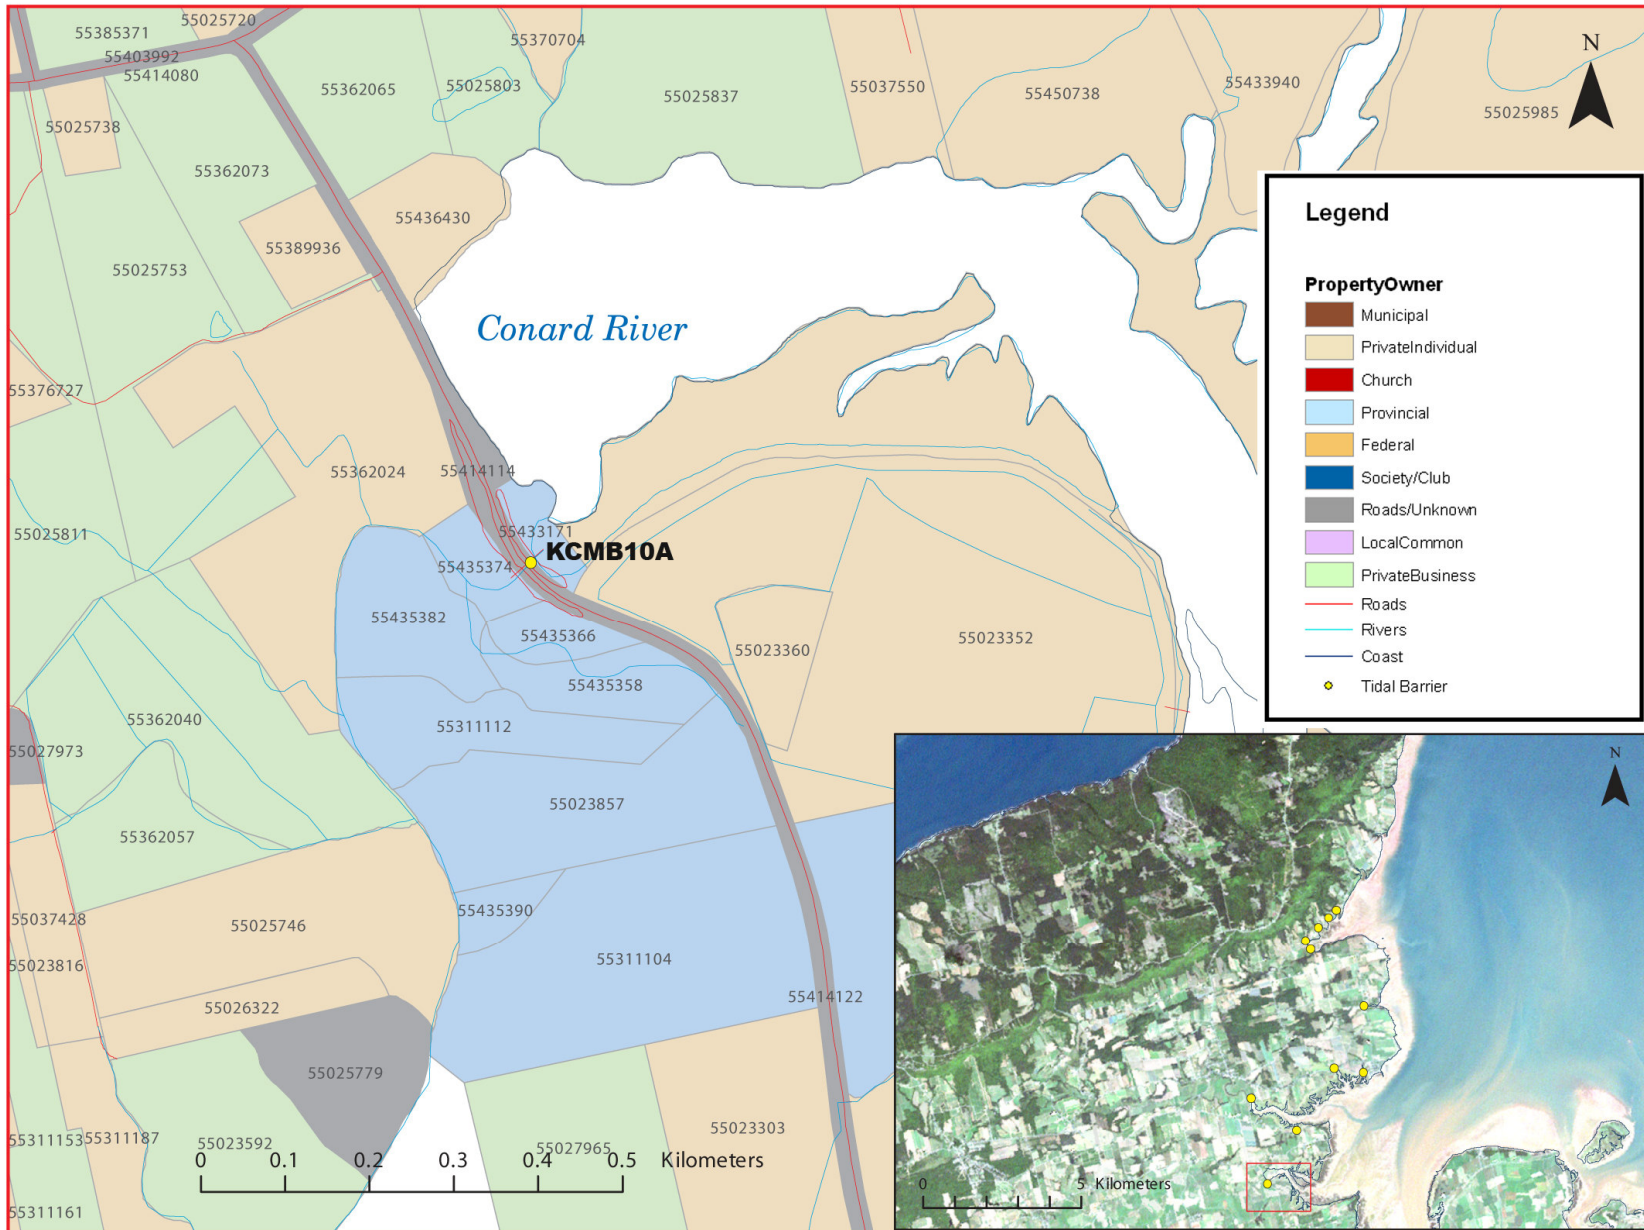 55385371
55025720
55403992
55414080
55370704
55362065
55025803
55025837
55037550
55450738
55433940
55025985
N
55025738
55362073
55436430
55389936
55025753
Conard River
55376727
55362024
55414114
55025811
55433171
KCMB10A
55435374
55435382
55435366
55023360
55023352
55435358
55362040
55311112
55027973
55023857
55362057
55435390
55037428
55025746
55023816
55311104
55026322
55414122
55025779
55023303
55311153
55311187
55023592
55027965
55311161
0 0.1 0.2 0.3 0.4 0.5 Kilometers
Legend
PropertyOwner
Municipal
PrivateIndividual
Church
Provincial
Federal
Society/Club
Roads/Unknown
LocalCommon
PrivateBusiness
Roads
Rivers
Coast
Tidal Barrier
N
0 5 Kilometers